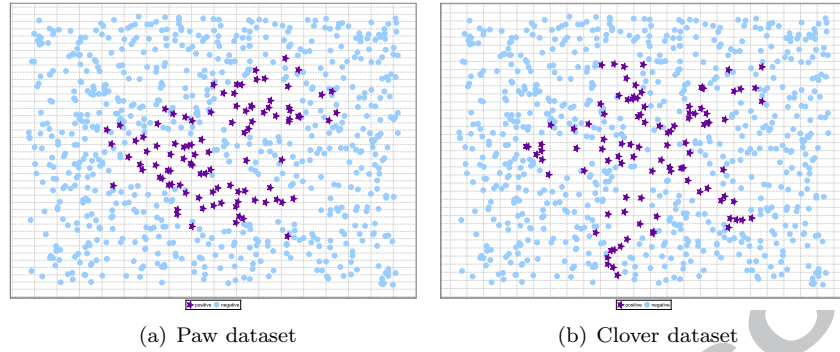 positive negative
positive negative
(a) Paw dataset
(b) Clover dataset